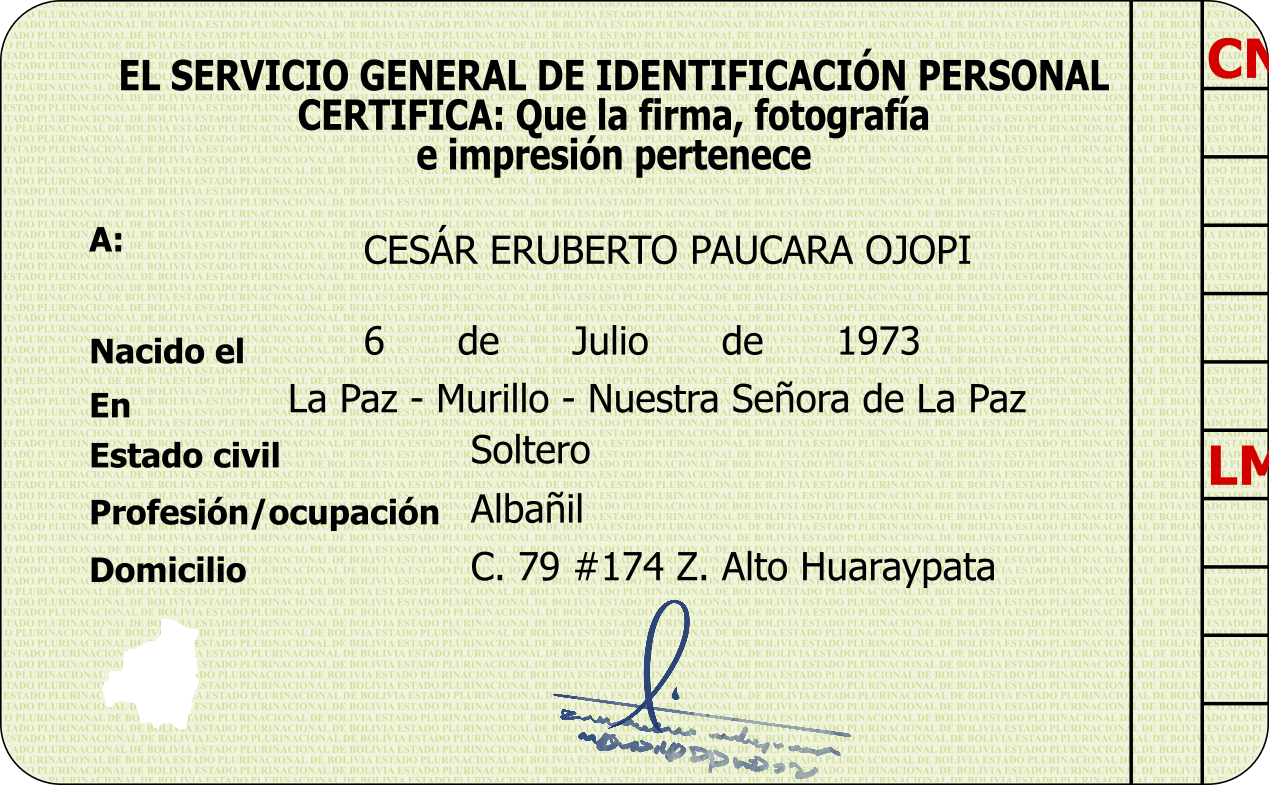 EL SERVICIO GENERAL DE IDENTIFICACIÓN PERSONAL
CERTIFICA: Que la firma, fotografía
e impresión pertenece
A: CESÁR ERUBERTO PAUCARA OJOPI
Nacido el 6 de Julio de 1973
En La Paz - Murillo - Nuestra Señora de La Paz
Estado civil Soltero
Profesión/ocupación Albañil
Domicilio C. 79 #174 Z. Alto Huaraypata
CN
LM